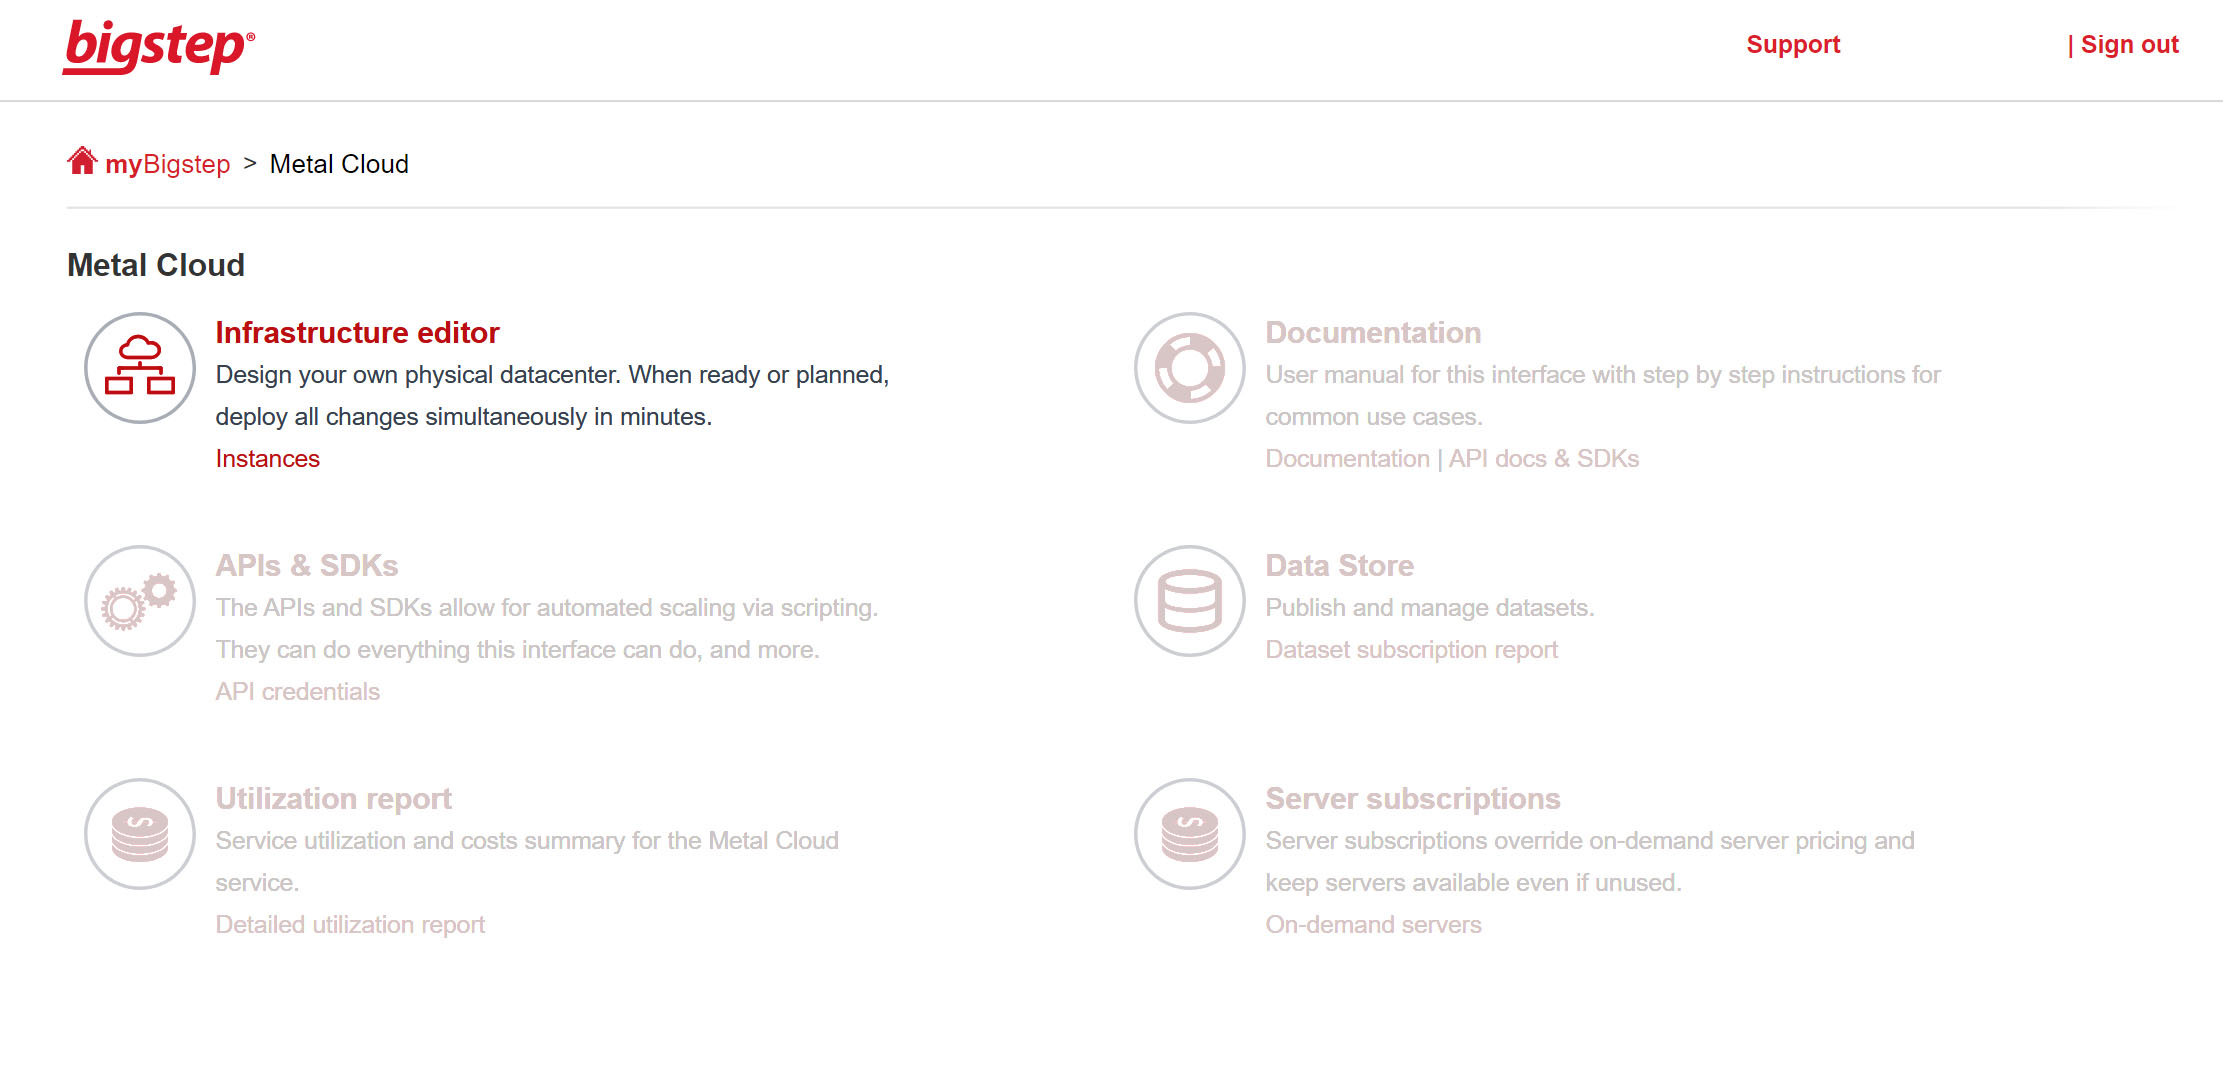 bigstep®
Support
| Sign out
myBigstep > Metal Cloud
Metal Cloud
Infrastructure editor
Design your own physical datacenter. When ready or planned,
deploy all changes simultaneously in minutes.
Instances
Documentation
User manual for this interface with step by step instructions for
common use cases.
Documentation | API docs & SDKs
APIs & SDKs
The APIs and SDKs allow for automated scaling via scripting.
They can do everything this interface can do, and more.
API credentials
Data Store
Publish and manage datasets.
Dataset subscription report
Utilization report
Service utilization and costs summary for the Metal Cloud
service.
Detailed utilization report
Server subscriptions
Server subscriptions override on-demand server pricing and
keep servers available even if unused.
On-demand servers